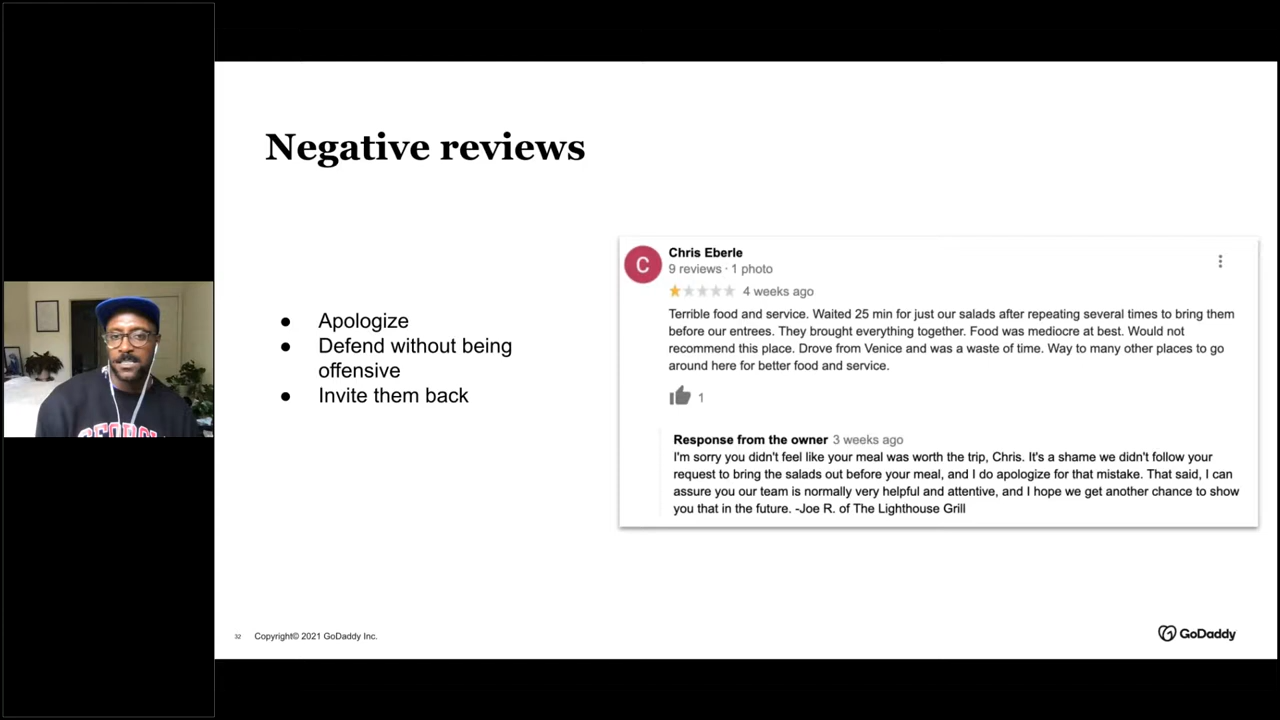 Negative reviews
● Apologize
● Defend without being
offensive
● Invite them back
C
Chris Eberle
9 reviews · 1 photo
4 weeks ago
Terrible food and service. Waited 25 min for just our salads after repeating several times to bring them
before our entrees. They brought everything together. Food was mediocre at best. Would not
recommend this place. Drove from Venice and was a waste of time. Way to many other places to go
around here for better food and service.
1
Response from the owner 3 weeks ago
I'm sorry you didn't feel like your meal was worth the trip, Chris. It's a shame we didn't follow your
request to bring the salads out before your meal, and I do apologize for that mistake. That said, I can
assure you our team is normally very helpful and attentive, and I hope we get another chance to show
you that in the future. -Joe R. of The Lighthouse Grill
32 Copyright© 2021 GoDaddy Inc.
GoDaddy